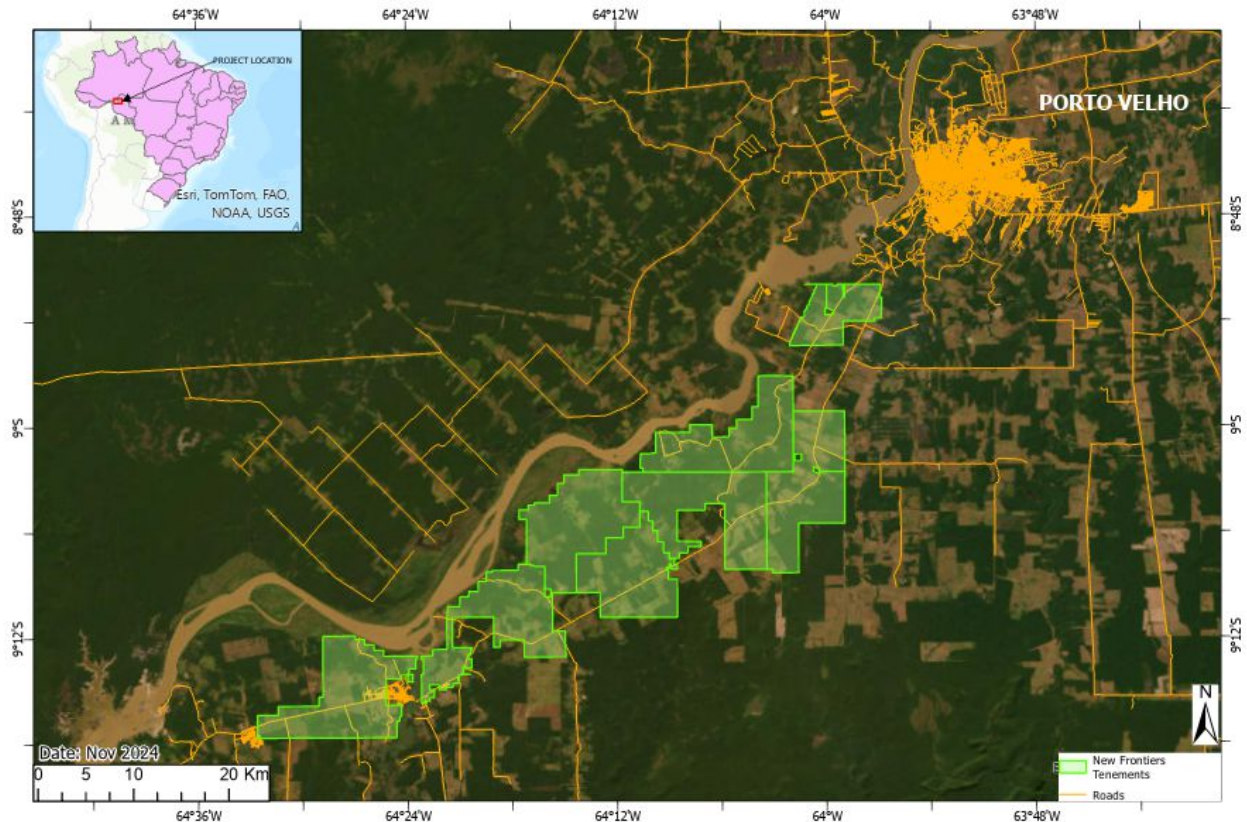 64°36'W 64°24'W 64°12'W 64°W 63°48'W
PROJECT LOCATION
A M
Esri, TomTom, FAO,
NOAA, USGS
PORTO VELHO
8°48'S 8°48'S
9°S 9°S
9°12'S 9°12'S
N
Date: Nov 2024
0 5 10 20 Km
New Frontiers
Tenements
Roads
64°36'W 64°24'W 64°12'W 64°W 63°48'W